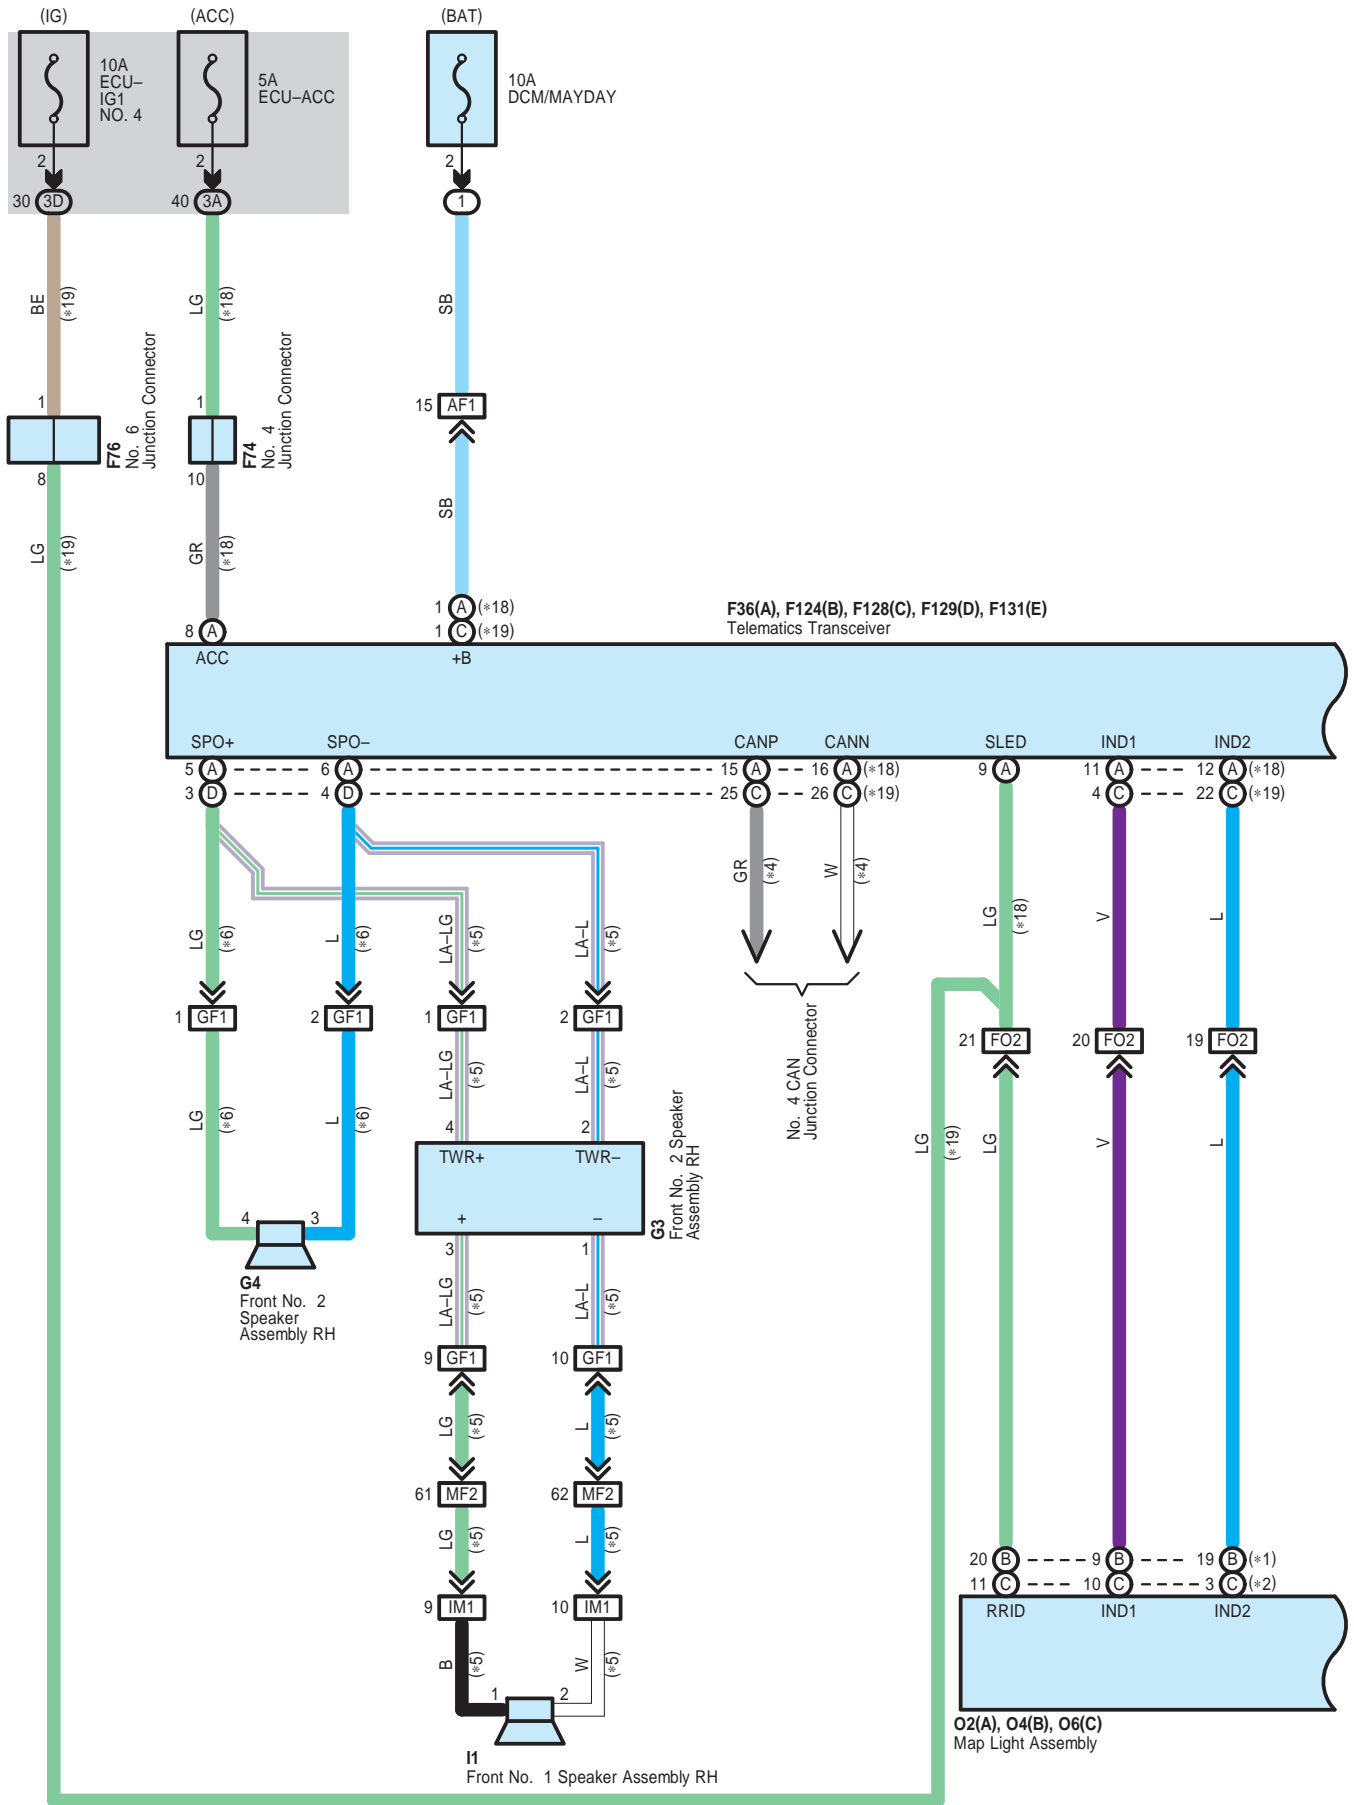 (IG)
(ACC)
(BAT)
10A
ECU–
IG1
NO. 4
5A
ECU–ACC
10A
DCM/MAYDAY
2
2
2
30 3D
40 3A
1
BE
(*19)
LG
(*18)
SB
1
1
15 AF1
F76
No. 6
Junction Connector
F74
No. 4
Junction Connector
8
10
LG
(*19)
GR
(*18)
SB
1 A (*18)
1 C (*19)
8 A
F36(A), F124(B), F128(C), F129(D), F131(E)
Telematics Transceiver
ACC
+B
SPO+
SPO–
CANP
CANN
SLED
IND1
IND2
5 A
6 A
15 A
16 A (*18)
9 A
11 A
12 A (*18)
3 D
4 D
25 C
26 C (*19)
4 C
22 C (*19)
LG
(*6)
L
(*6)
LA–LG
(*5)
LA–L
(*5)
GR
(*4)
W
(*4)
LG
(*18)
V
L
1 GF1
2 GF1
1 GF1
2 GF1
No. 4 CAN
Junction Connector
21 FO2
20 FO2
19 FO2
LG
(*6)
L
(*6)
LA–LG
(*5)
LA–L
(*5)
LG
(*19)
LG
V
L
4
2
TWR+
TWR–
+
–
G3
Front No. 2 Speaker
Assembly RH
4
3
G4
Front No. 2
Speaker
Assembly RH
3
1
LA–LG
(*5)
LA–L
(*5)
9 GF1
10 GF1
LG
(*5)
L
(*5)
61 MF2
62 MF2
LG
(*5)
L
(*5)
9 IM1
10 IM1
B
(*5)
W
(*5)
1
2
I1
Front No. 1 Speaker Assembly RH
20 B
9 B
19 B (*1)
11 C
10 C
3 C (*2)
RRID
IND1
IND2
O2(A), O4(B), O6(C)
Map Light Assembly